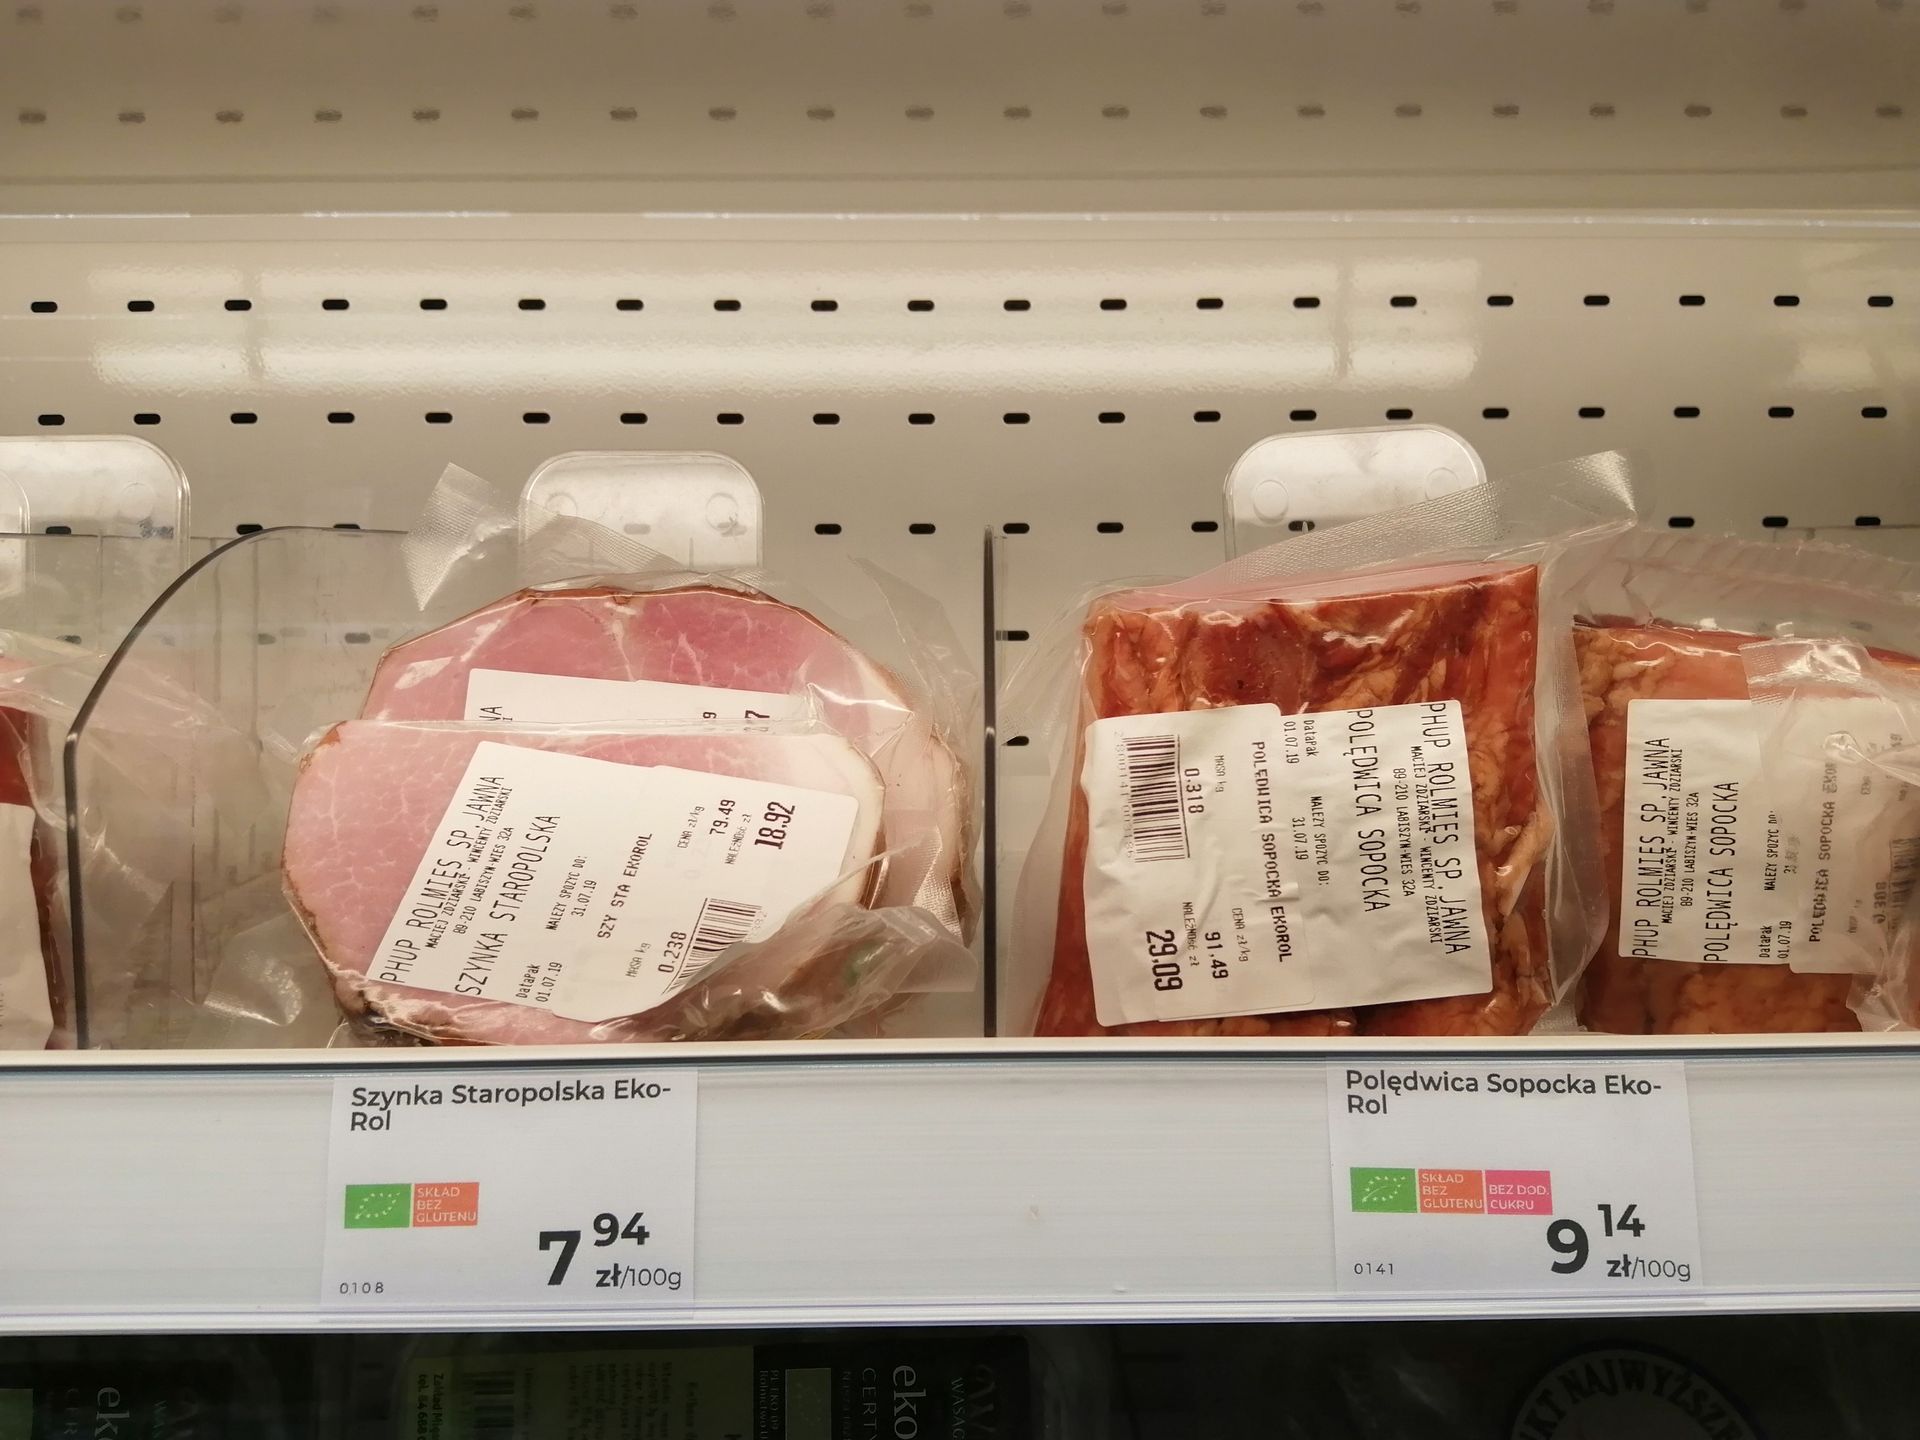 PHUP ROLMIĘS SP. JAWNA
MACIEJ ZDZIARSKI - WINCENTY ZDZIARSKI
89-210 ŁABISZYN-WIEŚ 32A
SZYNKA STAROPOLSKA
DataPak
NALEŻY SPOŻYĆ DO:
01.07.19
31.07.19
SZY STA EKOROL
MASA kg
CENA zł/kg
0.238
79.49
NALEŻNOŚĆ zł
18.92
PHUP ROLMIĘS SP. JAWNA
MACIEJ ZDZIARSKI - WINCENTY ZDZIARSKI
89-210 ŁABISZYN-WIEŚ 32A
POLĘDWICA SOPOCKA
DataPak
NALEŻY SPOŻYĆ DO:
01.07.19
31.07.19
POLĘDWICA SOPOCKA EKOROL
MASA kg
CENA zł/kg
0.318
91,49
NALEŻNOŚĆ zł
29,09
PHUP ROLMIĘS SP. JAWNA
MACIEJ ZDZIARSKI - WINCENTY ZDZIARSKI
89-210 ŁABISZYN-WIEŚ 32A
POLĘDWICA SOPOCKA
DataPak
NALEŻY SPOŻYĆ DO:
01.07.19
POLĘDWICA SOPOCKA
0.308
Szynka Staropolska Eko-
Rol
SKŁAD
BEZ
GLUTENU
7 94
zł/100g
0108
Polędwica Sopocka Eko-
Rol
SKŁAD
BEZ
GLUTENU
BEZ DOD.
CUKRU
9 14
zł/100g
0141
eko
CERTY
WASĄG
eko
NAJWYŻSZE